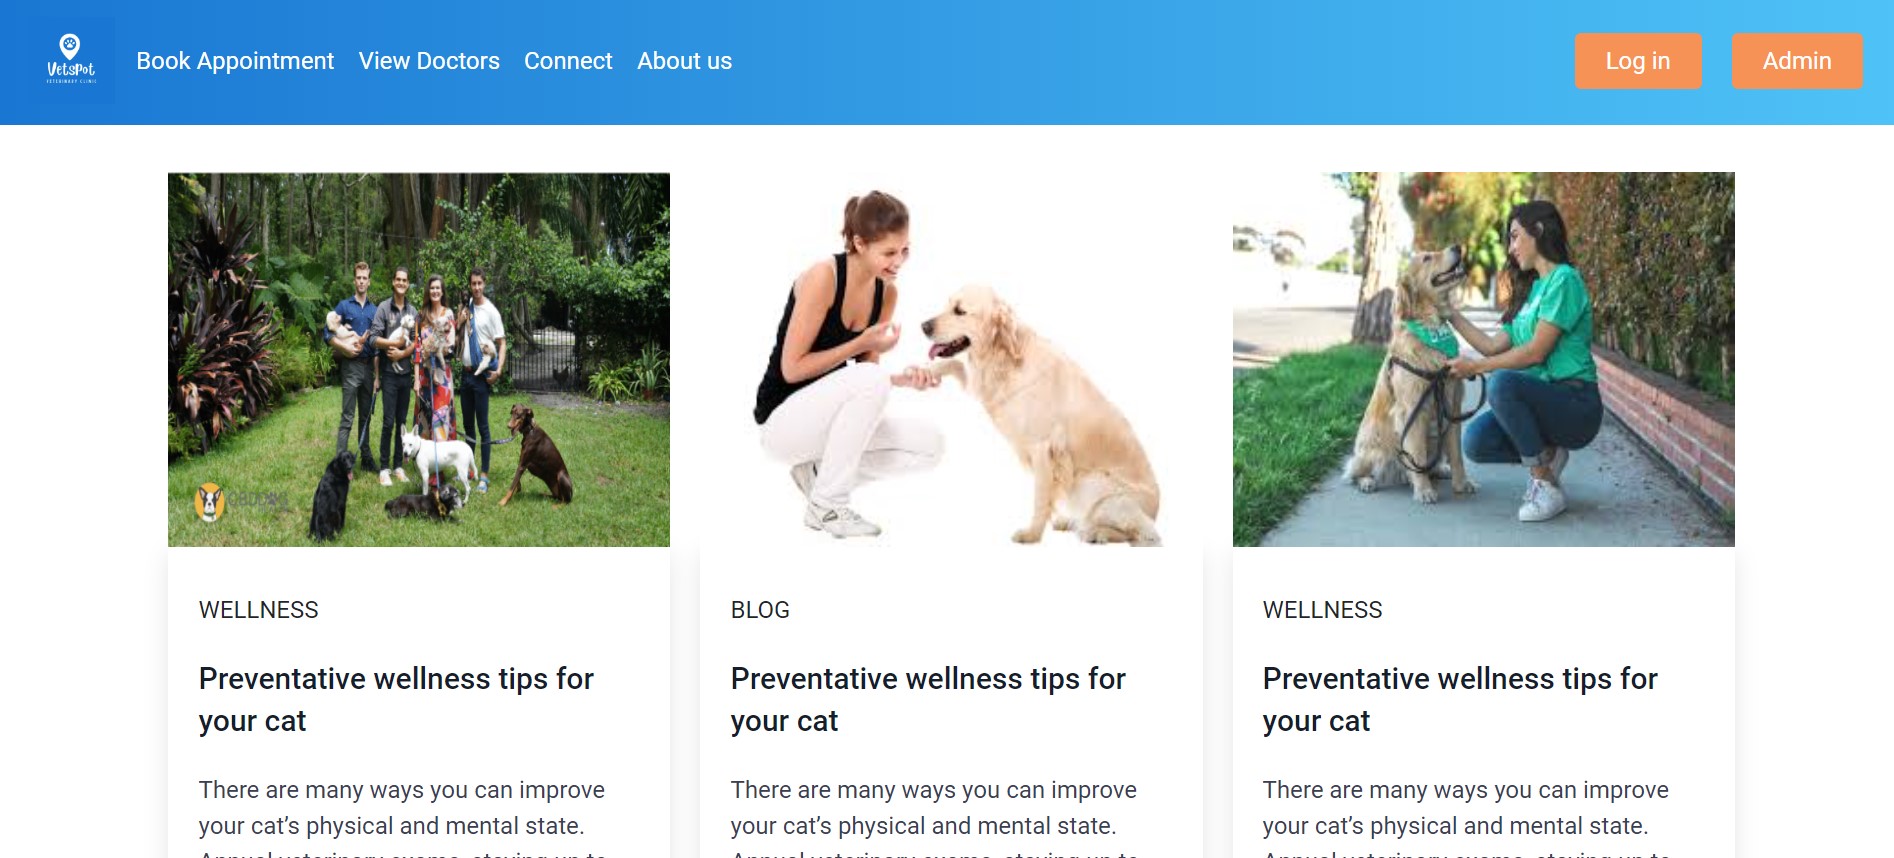 VetsPot
VETERINARY CLINIC
Book Appointment
View Doctors
Connect
About us
Log in
Admin
WELLNESS
Preventative wellness tips for
your cat
There are many ways you can improve
your cat’s physical and mental state.
BLOG
Preventative wellness tips for
your cat
There are many ways you can improve
your cat’s physical and mental state.
WELLNESS
Preventative wellness tips for
your cat
There are many ways you can improve
your cat’s physical and mental state.